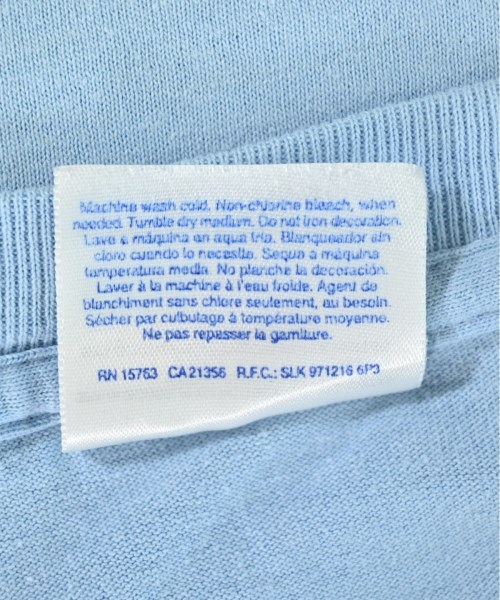 Machine wash cold. Non-chlorine bleach, when
needed. Tumble dry medium. Do not iron decoration.
Lave a máquina en agua fría. Blanqueador sin
cloro cuando lo necesite. Seque a máquina
temperatura media. No planche la decoración.
Laver à la machine à l'eau froide. Agent de
blanchiment sans chlore seulement, au besoin.
Sécher par culbutage à température moyenne.
Ne pas repasser la garniture.
RN 15763 CA 21356 R.F.C.: SLK 971216 6P3